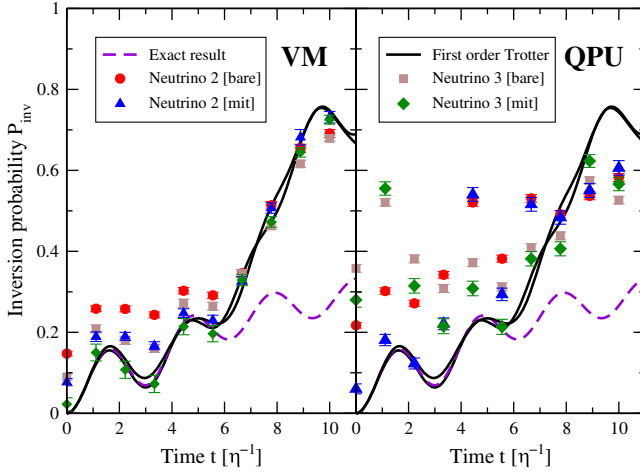 1
0.8
0.6
0.4
0.2
0
Inversion probability P_inv
Exact result
Neutrino 2 [bare]
Neutrino 2 [mit]
VM
First order Trotter
Neutrino 3 [bare]
Neutrino 3 [mit]
QPU
0 2 4 6 8 10 0 2 4 6 8 10
Time t [η⁻¹] Time t [η⁻¹]